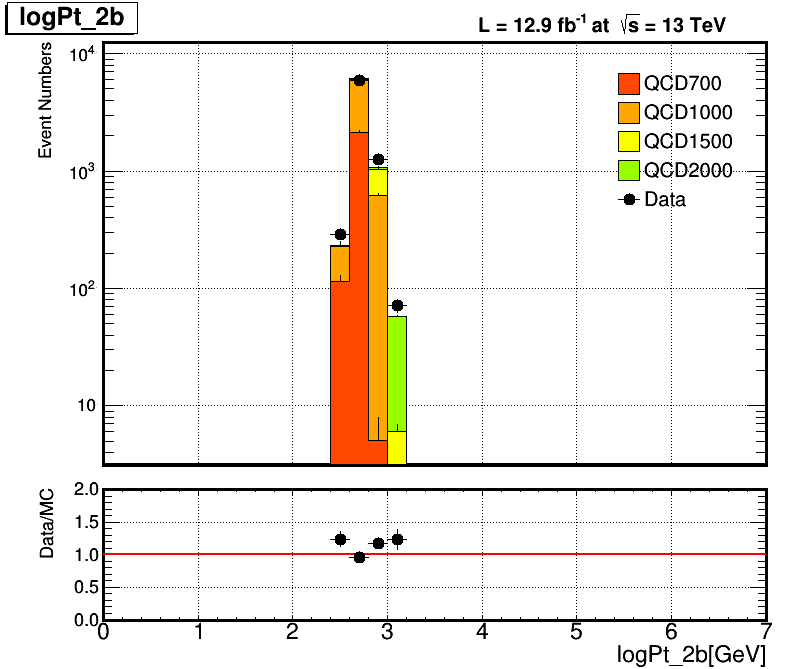 logPt_2b
L = 12.9 fb⁻¹ at √s = 13 TeV
Event Numbers
10⁴
10³
10²
10
QCD700
QCD1000
QCD1500
QCD2000
Data
Data/MC
2.0
1.5
1.0
0.5
0.0
0 1 2 3 4 5 6 7
logPt_2b[GeV]